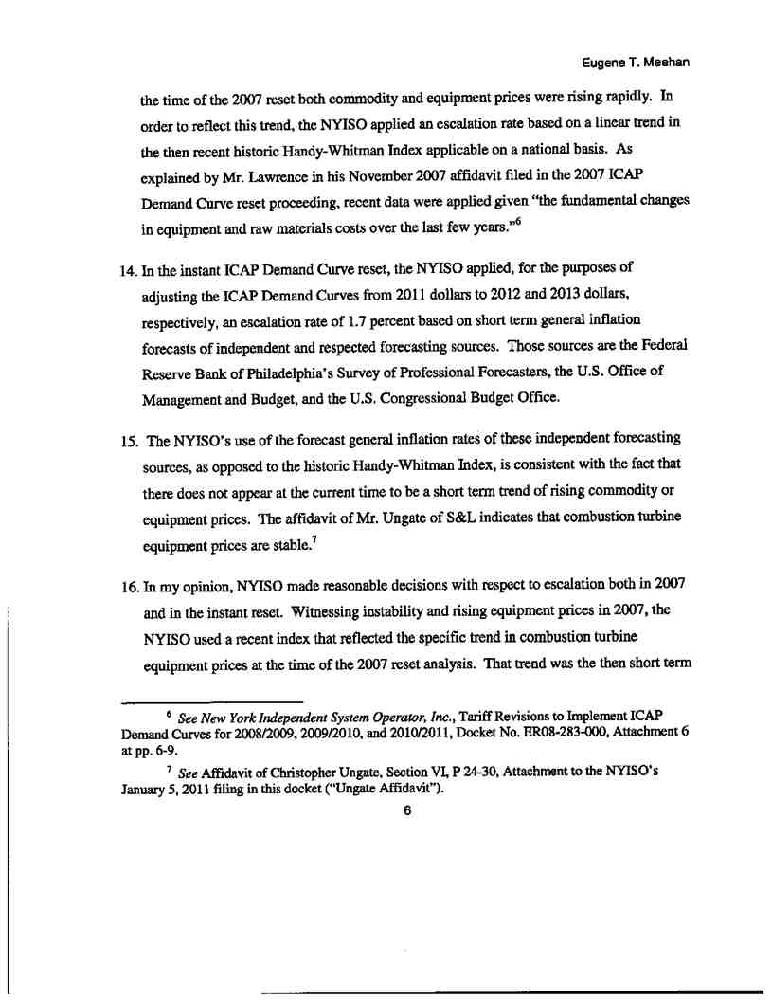 Eugene T. Meehan
the time of the 2007 reset both commodity and equipment prices were rising rapidly. In
order to reflect this trend, the NYISO applied an escalation rate based on a linear trend in
the then recent historic Handy-Whitman Index applicable on a national basis. As
explained by Mr. Lawrence in his November 2007 affidavit filed in the 2007 ICAP
Demand Curve reset proceeding, recent data were applied given “the fundamental changes
in equipment and raw materials costs over the last few years.”6
14. In the instant ICAP Demand Curve reset, the NYISO applied, for the purposes of
adjusting the ICAP Demand Curves from 2011 dollars to 2012 and 2013 dollars,
respectively, an escalation rate of 1.7 percent based on short term general inflation
forecasts of independent and respected forecasting sources. Those sources are the Federal
Reserve Bank of Philadelphia’s Survey of Professional Forecasters, the U.S. Office of
Management and Budget, and the U.S. Congressional Budget Office.
15. The NYISO’s use of the forecast general inflation rates of these independent forecasting
sources, as opposed to the historic Handy-Whitman Index, is consistent with the fact that
there does not appear at the current time to be a short term trend of rising commodity or
equipment prices. The affidavit of Mr. Ungate of S&L indicates that combustion turbine
equipment prices are stable.7
16. In my opinion, NYISO made reasonable decisions with respect to escalation both in 2007
and in the instant reset. Witnessing instability and rising equipment prices in 2007, the
NYISO used a recent index that reflected the specific trend in combustion turbine
equipment prices at the time of the 2007 reset analysis. That trend was the then short term
6 See New York Independent System Operator, Inc., Tariff Revisions to Implement ICAP
Demand Curves for 2008/2009, 2009/2010, and 2010/2011, Docket No. ER08-283-000, Attachment 6
at pp. 6-9.
7 See Affidavit of Christopher Ungate, Section VI, P 24-30, Attachment to the NYISO’s
January 5, 2011 filing in this docket (“Ungate Affidavit”).
6